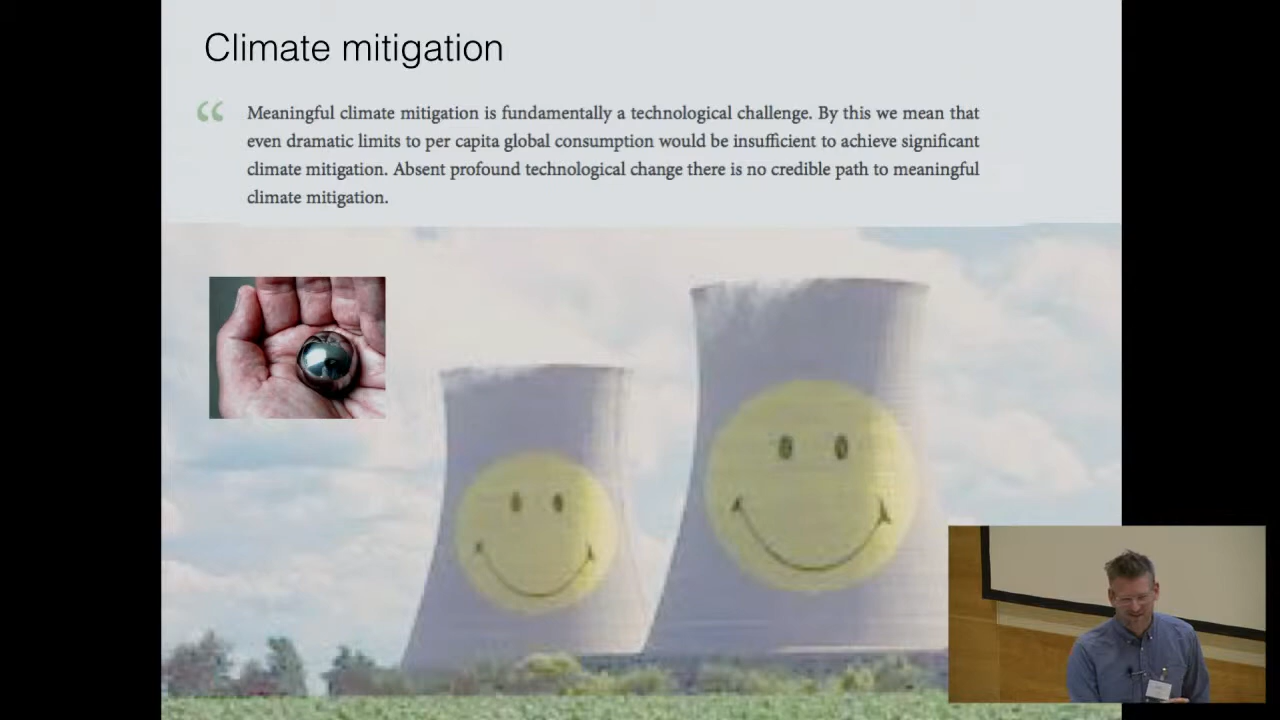 Climate mitigation
“ Meaningful climate mitigation is fundamentally a technological challenge. By this we mean that
even dramatic limits to per capita global consumption would be insufficient to achieve significant
climate mitigation. Absent profound technological change there is no credible path to meaningful
climate mitigation.